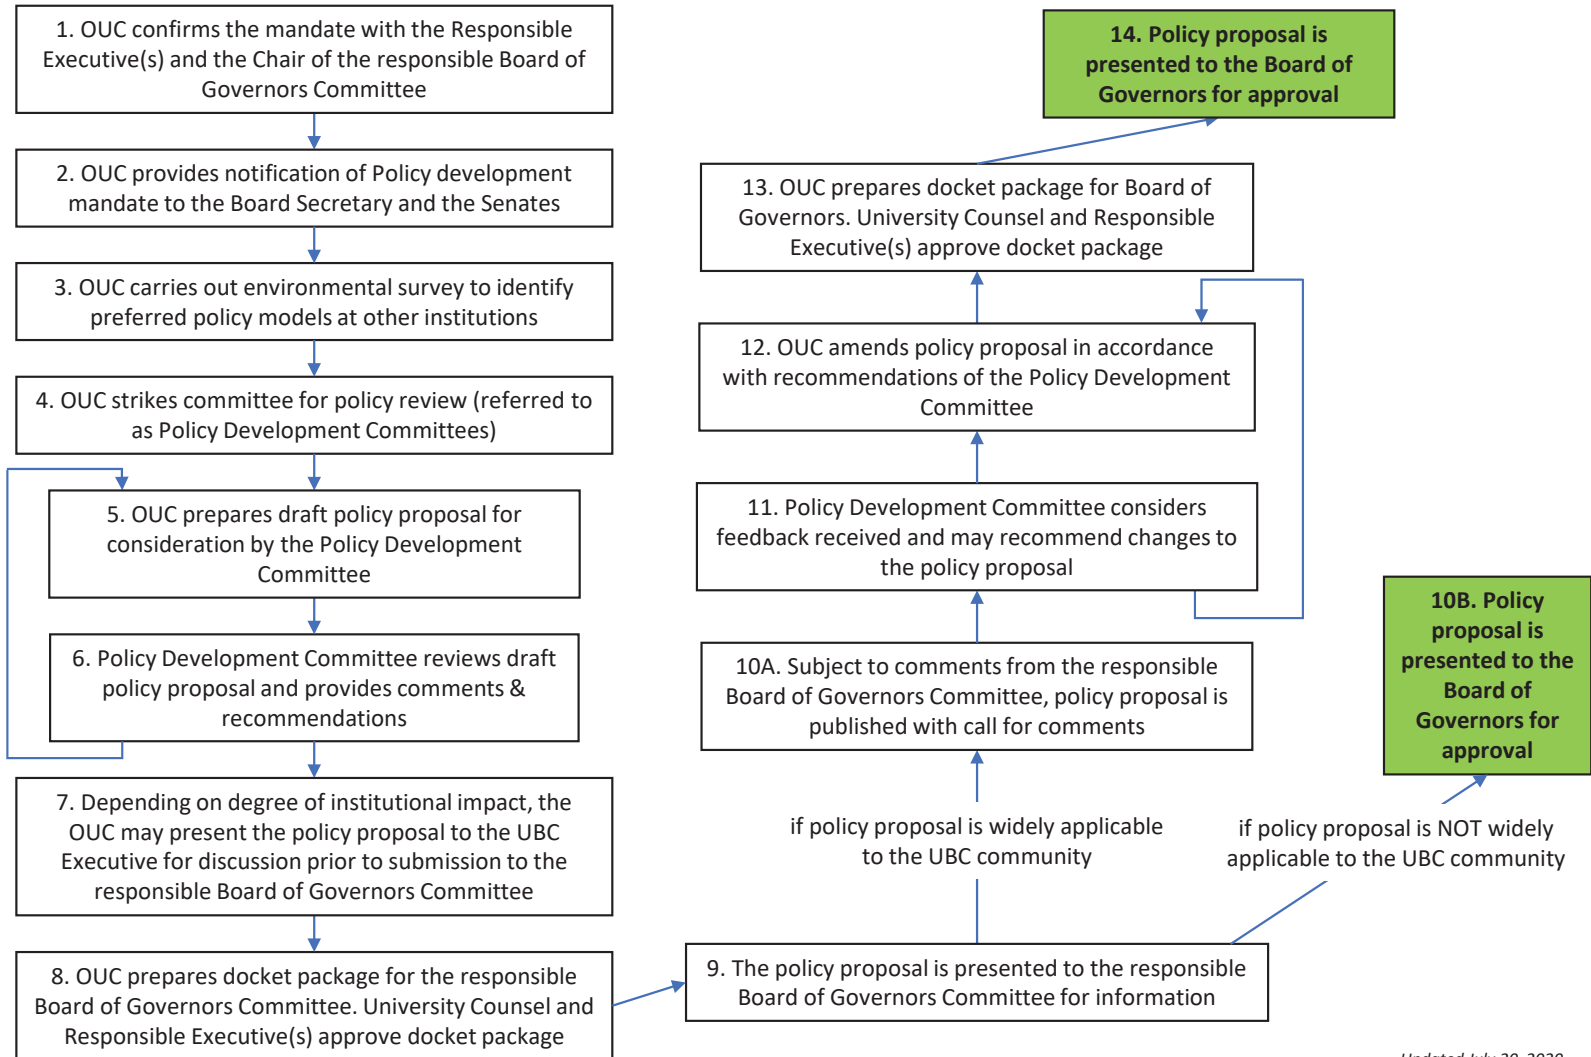 1. OUC confirms the mandate with the Responsible
Executive(s) and the Chair of the responsible Board of
Governors Committee
2. OUC provides notification of Policy development
mandate to the Board Secretary and the Senates
3. OUC carries out environmental survey to identify
preferred policy models at other institutions
4. OUC strikes committee for policy review (referred to
as Policy Development Committees)
5. OUC prepares draft policy proposal for
consideration by the Policy Development
Committee
6. Policy Development Committee reviews draft
policy proposal and provides comments &
recommendations
7. Depending on degree of institutional impact, the
OUC may present the policy proposal to the UBC
Executive for discussion prior to submission to the
responsible Board of Governors Committee
8. OUC prepares docket package for the responsible
Board of Governors Committee. University Counsel and
Responsible Executive(s) approve docket package
9. The policy proposal is presented to the responsible
Board of Governors Committee for information
if policy proposal is widely applicable
to the UBC community
if policy proposal is NOT widely
applicable to the UBC community
10A. Subject to comments from the responsible
Board of Governors Committee, policy proposal is
published with call for comments
10B. Policy
proposal is
presented to the
Board of
Governors for
approval
11. Policy Development Committee considers
feedback received and may recommend changes to
the policy proposal
12. OUC amends policy proposal in accordance
with recommendations of the Policy Development
Committee
13. OUC prepares docket package for Board of
Governors. University Counsel and Responsible
Executive(s) approve docket package
14. Policy proposal is
presented to the Board of
Governors for approval